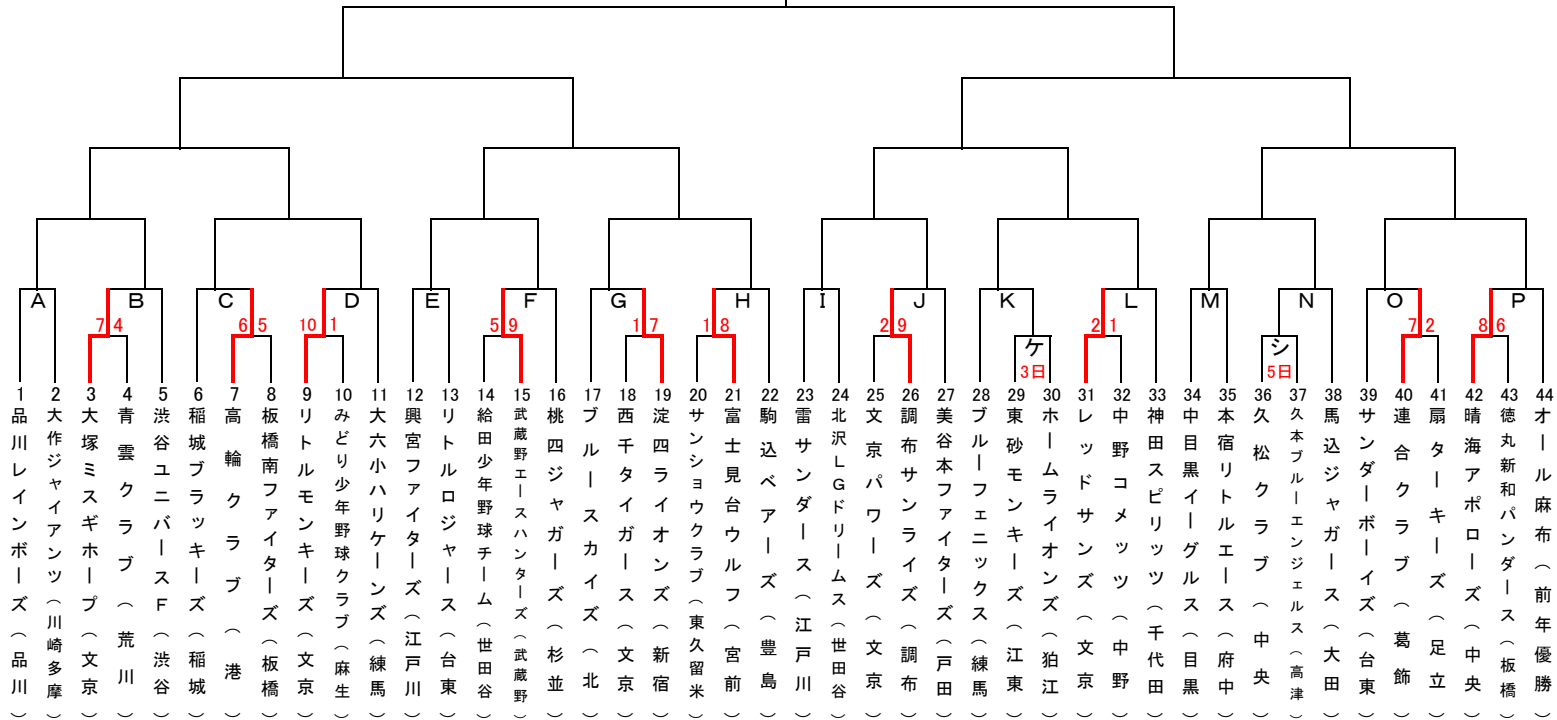 A B C D E F G H I J K L M N O P
7 4 6 5 10 1 5 9 1 7 1 8 2 9 2 1 7 2 8 6
ケ シ
3日 5日
1 品川レインボーズ（品川）
2 大作ジャイアンツ（川崎多摩）
3 大塚ミスギホープ（文京）
4 青雲クラブ（荒川）
5 渋谷ユニバースF（渋谷）
6 稲城ブラッキーズ（稲城）
7 高輪クラブ（港）
8 板橋南ファイターズ（板橋）
9 リトルモンキーズ（文京）
10 みどり少年野球クラブ（麻生）
11 大六小ハリケーンズ（練馬）
12 興宮ファイターズ（江戸川）
13 リトルロジャース（台東）
14 給田少年野球チーム（世田谷）
15 武蔵野エースハンターズ（武蔵野）
16 桃四ジャガーズ（杉並）
17 ブルースカイズ（北）
18 西千タイガース（文京）
19 淀四ライオンズ（新宿）
20 サンショウクラブ（東久留米）
21 富士見台ウルフ（宮前）
22 駒込ベアーズ（豊島）
23 雷サンダース（江戸川）
24 北沢LGドリームス（世田谷）
25 文京パワーズ（文京）
26 調布サンライズ（調布）
27 美谷本ファイターズ（戸田）
28 ブルーフェニックス（練馬）
29 東砂モンキーズ（江東）
30 ホームライオンズ（狛江）
31 レッドサンズ（文京）
32 中野コメッツ（中野）
33 神田スピリッツ（千代田）
34 中目黒イーグルス（目黒）
35 本宿リトルエース（府中）
36 久松クラブ（中央）
37 久本ブルーエンジェルス（高津）
38 馬込ジャガース（大田）
39 サンダーボーイズ（台東）
40 連合クラブ（葛飾）
41 扇ターキーズ（足立）
42 晴海アポローズ（中央）
43 徳丸新和パンダース（板橋）
44 オール麻布（前年優勝）